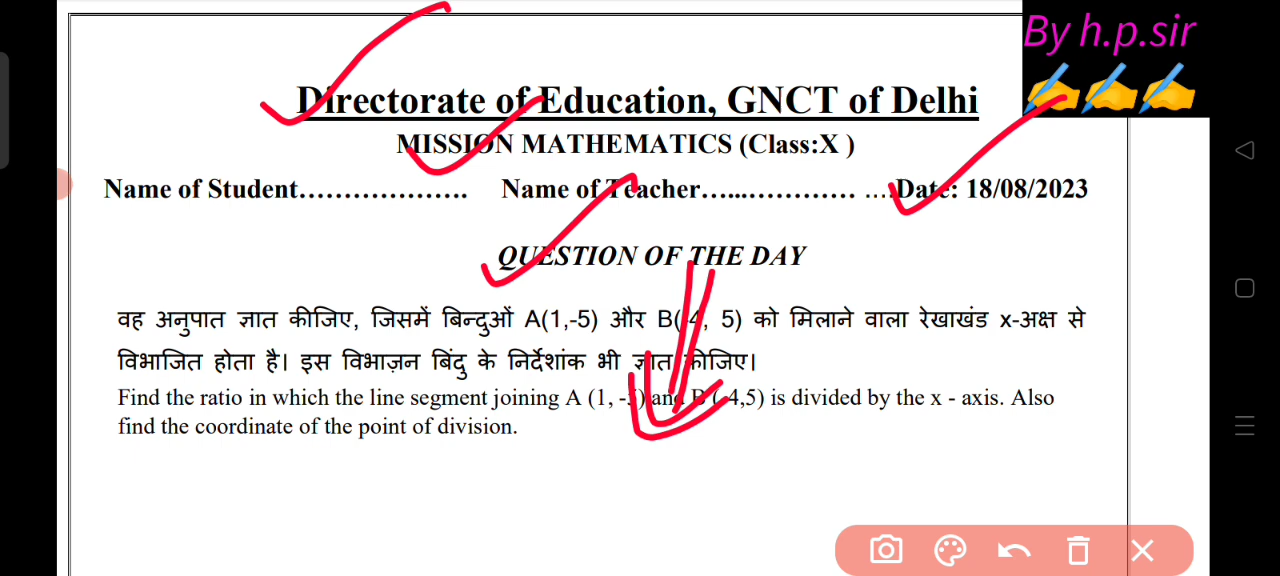 By h.p.sir
Directorate of Education, GNCT of Delhi
MISSION MATHEMATICS (Class:X )
Name of Student………………. Name of Teacher…...………… ….Date: 18/08/2023
QUESTION OF THE DAY
वह अनुपात ज्ञात कीजिए, जिसमें बिन्दुओं A(1,-5) और B(-4, 5) को मिलाने वाला रेखाखंड x-अक्ष से
विभाजित होता है। इस विभाज़न बिंदु के निर्देशांक भी ज्ञात कीजिए।
Find the ratio in which the line segment joining A (1, -5) and B (-4,5) is divided by the x - axis. Also
find the coordinate of the point of division.